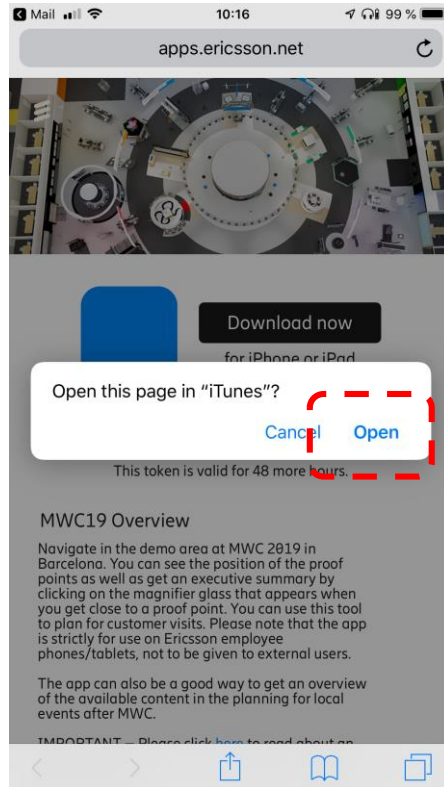 Mail 10:16 99 %
apps.ericsson.net
Download now
for iPhone or iPad
Open this page in “iTunes”?
Cancel Open
This token is valid for 48 more hours.
MWC19 Overview
Navigate in the demo area at MWC 2019 in
Barcelona. You can see the position of the proof
points as well as get an executive summary by
clicking on the magnifier glass that appears when
you get close to a proof point. You can use this tool
to plan for customer visits. Please note that the app
is strictly for use on Ericsson employee
phones/tablets, not to be given to external users.
The app can also be a good way to get an overview
of the available content in the planning for local
events after MWC.
IMPORTANT – Please click here to read about an